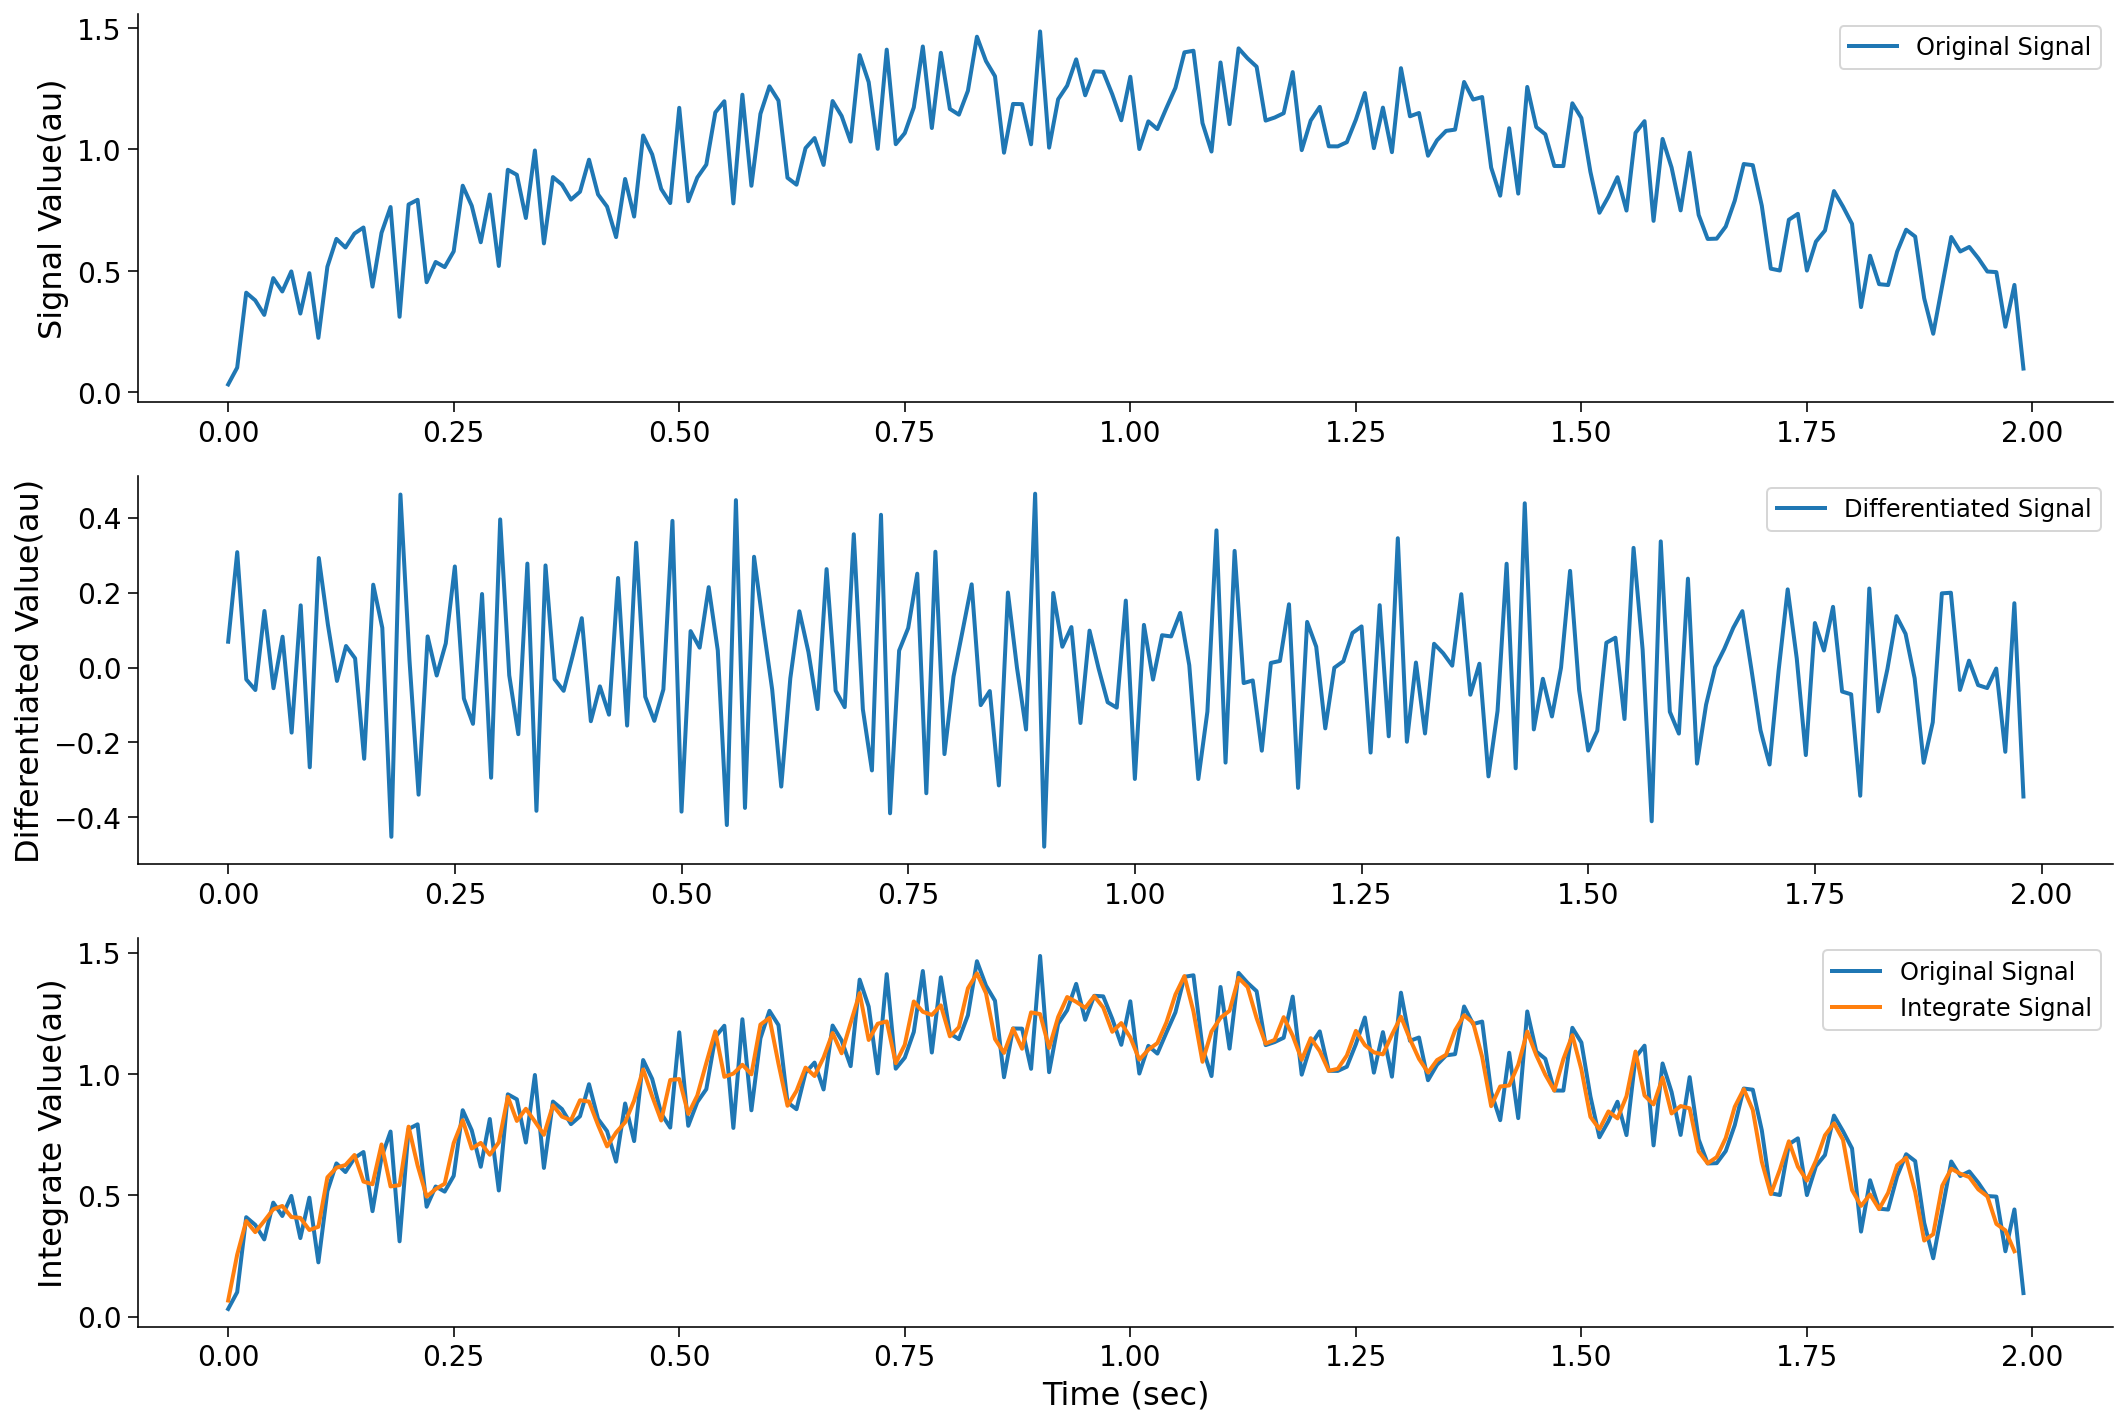 Signal Value(au)
1.5
1.0
0.5
0.0
Original Signal
0.00 0.25 0.50 0.75 1.00 1.25 1.50 1.75 2.00
Differentiated Value(au)
0.4
0.2
0.0
−0.2
−0.4
Differentiated Signal
0.00 0.25 0.50 0.75 1.00 1.25 1.50 1.75 2.00
Integrate Value(au)
1.5
1.0
0.5
0.0
Original Signal
Integrate Signal
0.00 0.25 0.50 0.75 1.00 1.25 1.50 1.75 2.00
Time (sec)